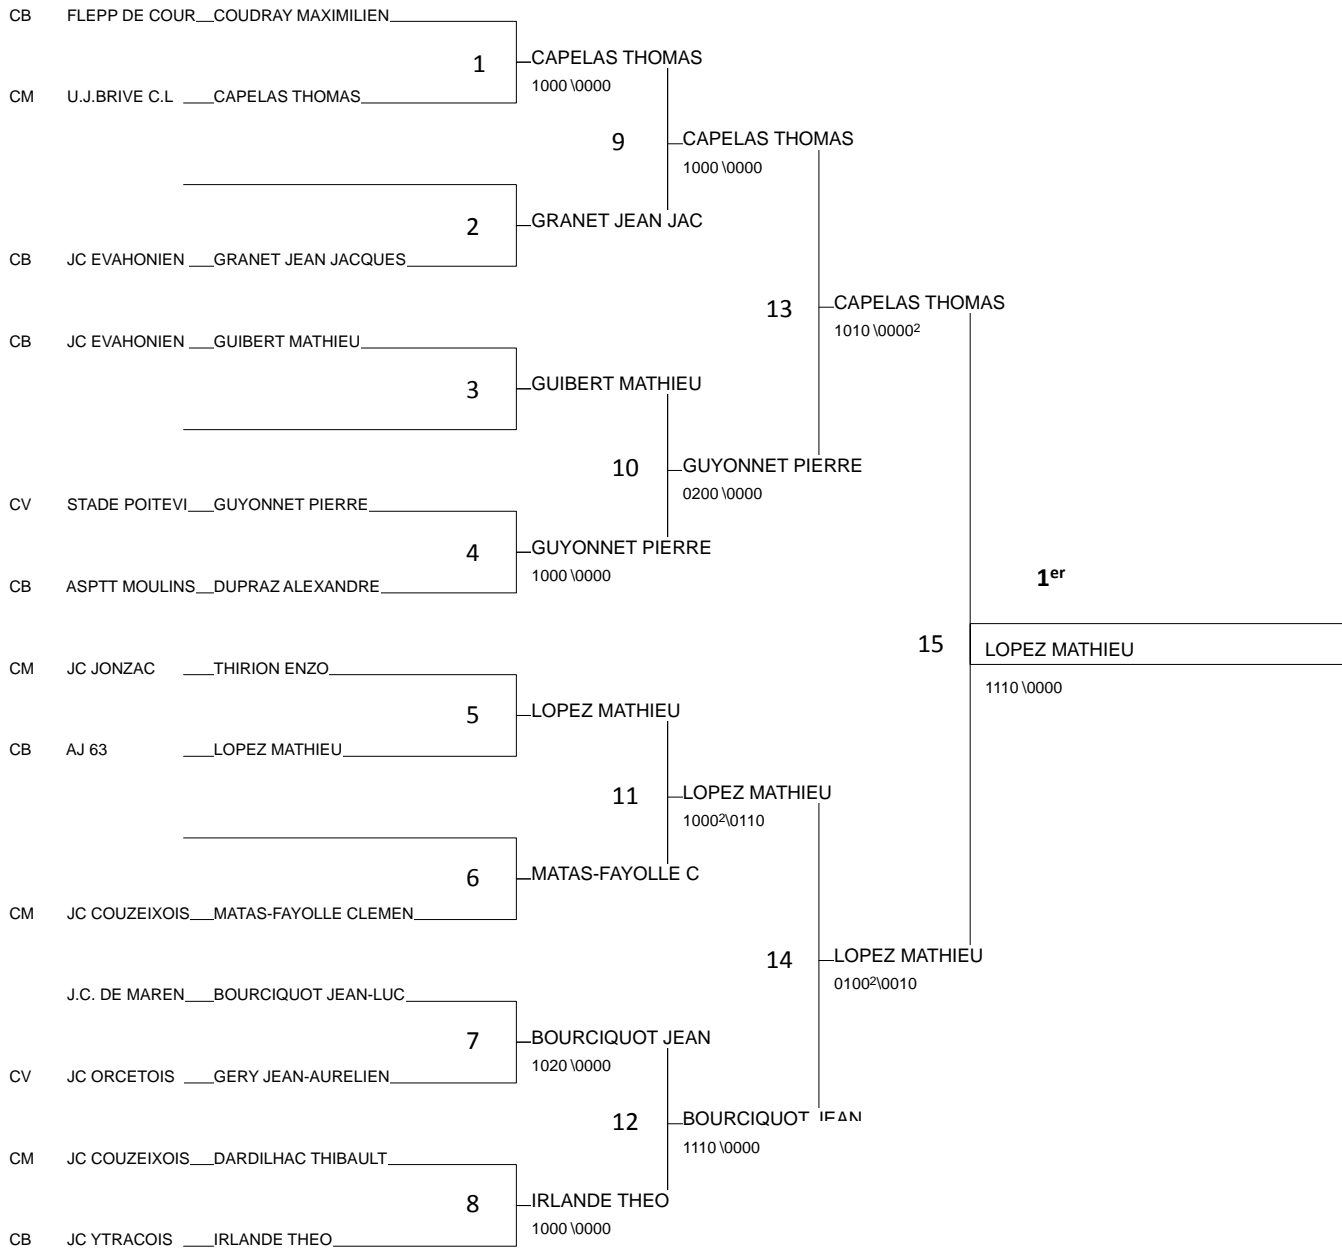 CB FLEPP DE COUR COUDRAY MAXIMILIEN
1 CAPELAS THOMAS
1000 \0000
CM U.J.BRIVE C.L CAPELAS THOMAS
9 CAPELAS THOMAS
1000 \0000
2 GRANET JEAN JAC
CB JC EVAHONIEN GRANET JEAN JACQUES
13 CAPELAS THOMAS
1010 \0000²
CB JC EVAHONIEN GUIBERT MATHIEU
3 GUIBERT MATHIEU
10 GUYONNET PIERRE
0200 \0000
CV STADE POITEVI GUYONNET PIERRE
4 GUYONNET PIERRE
1000 \0000
CB ASPTT MOULINS DUPRAZ ALEXANDRE
1er
15 LOPEZ MATHIEU
1110 \0000
CM JC JONZAC THIRION ENZO
5 LOPEZ MATHIEU
CB AJ 63 LOPEZ MATHIEU
11 LOPEZ MATHIEU
1000²\0110
6 MATAS-FAYOLLE C
CM JC COUZEIXOIS MATAS-FAYOLLE CLEMEN
14 LOPEZ MATHIEU
0100²\0010
J.C. DE MAREN BOURCIQUOT JEAN-LUC
7 BOURCIQUOT JEAN
1020 \0000
CV JC ORCETOIS GERY JEAN-AURELIEN
12 BOURCIQUOT JEAN
1110 \0000
CM JC COUZEIXOIS DARDILHAC THIBAULT
8 IRLANDE THEO
1000 \0000
CB JC YTRACOIS IRLANDE THEO